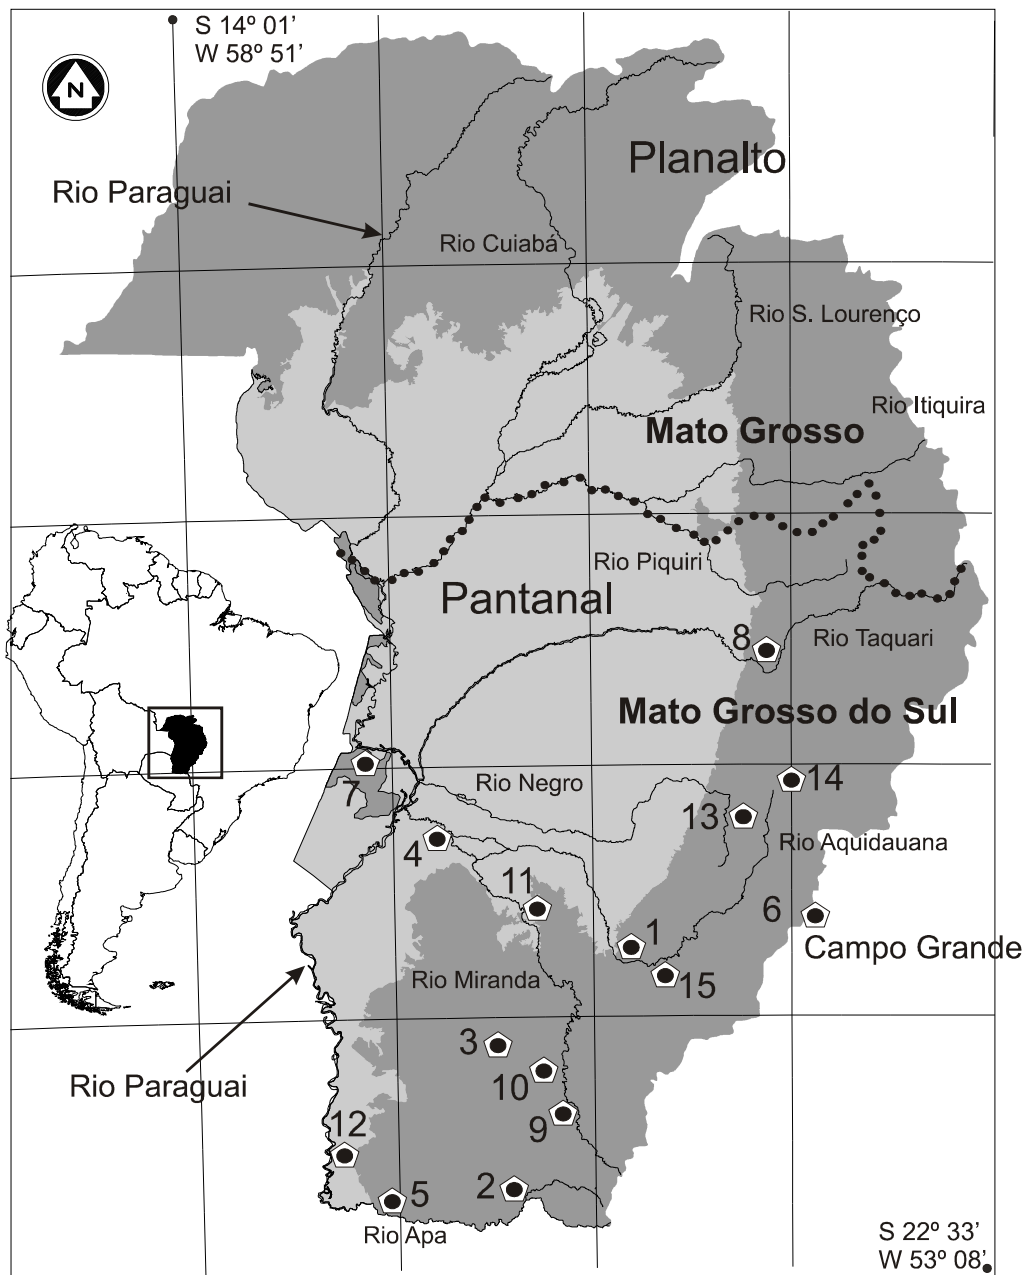 S 14º 01’
W 58º 51’
N
Planalto
Rio Paraguai
Rio Cuiabá
Rio S. Lourenço
Rio Itiquira
Mato Grosso
Rio Piquiri
Pantanal
8
Rio Taquari
Mato Grosso do Sul
7
Rio Negro
14
13
4
Rio Aquidauana
11
6
1
Campo Grande
Rio Miranda
15
3
10
Rio Paraguai
9
12
2
5
Rio Apa
S 22º 33’
W 53º 08’